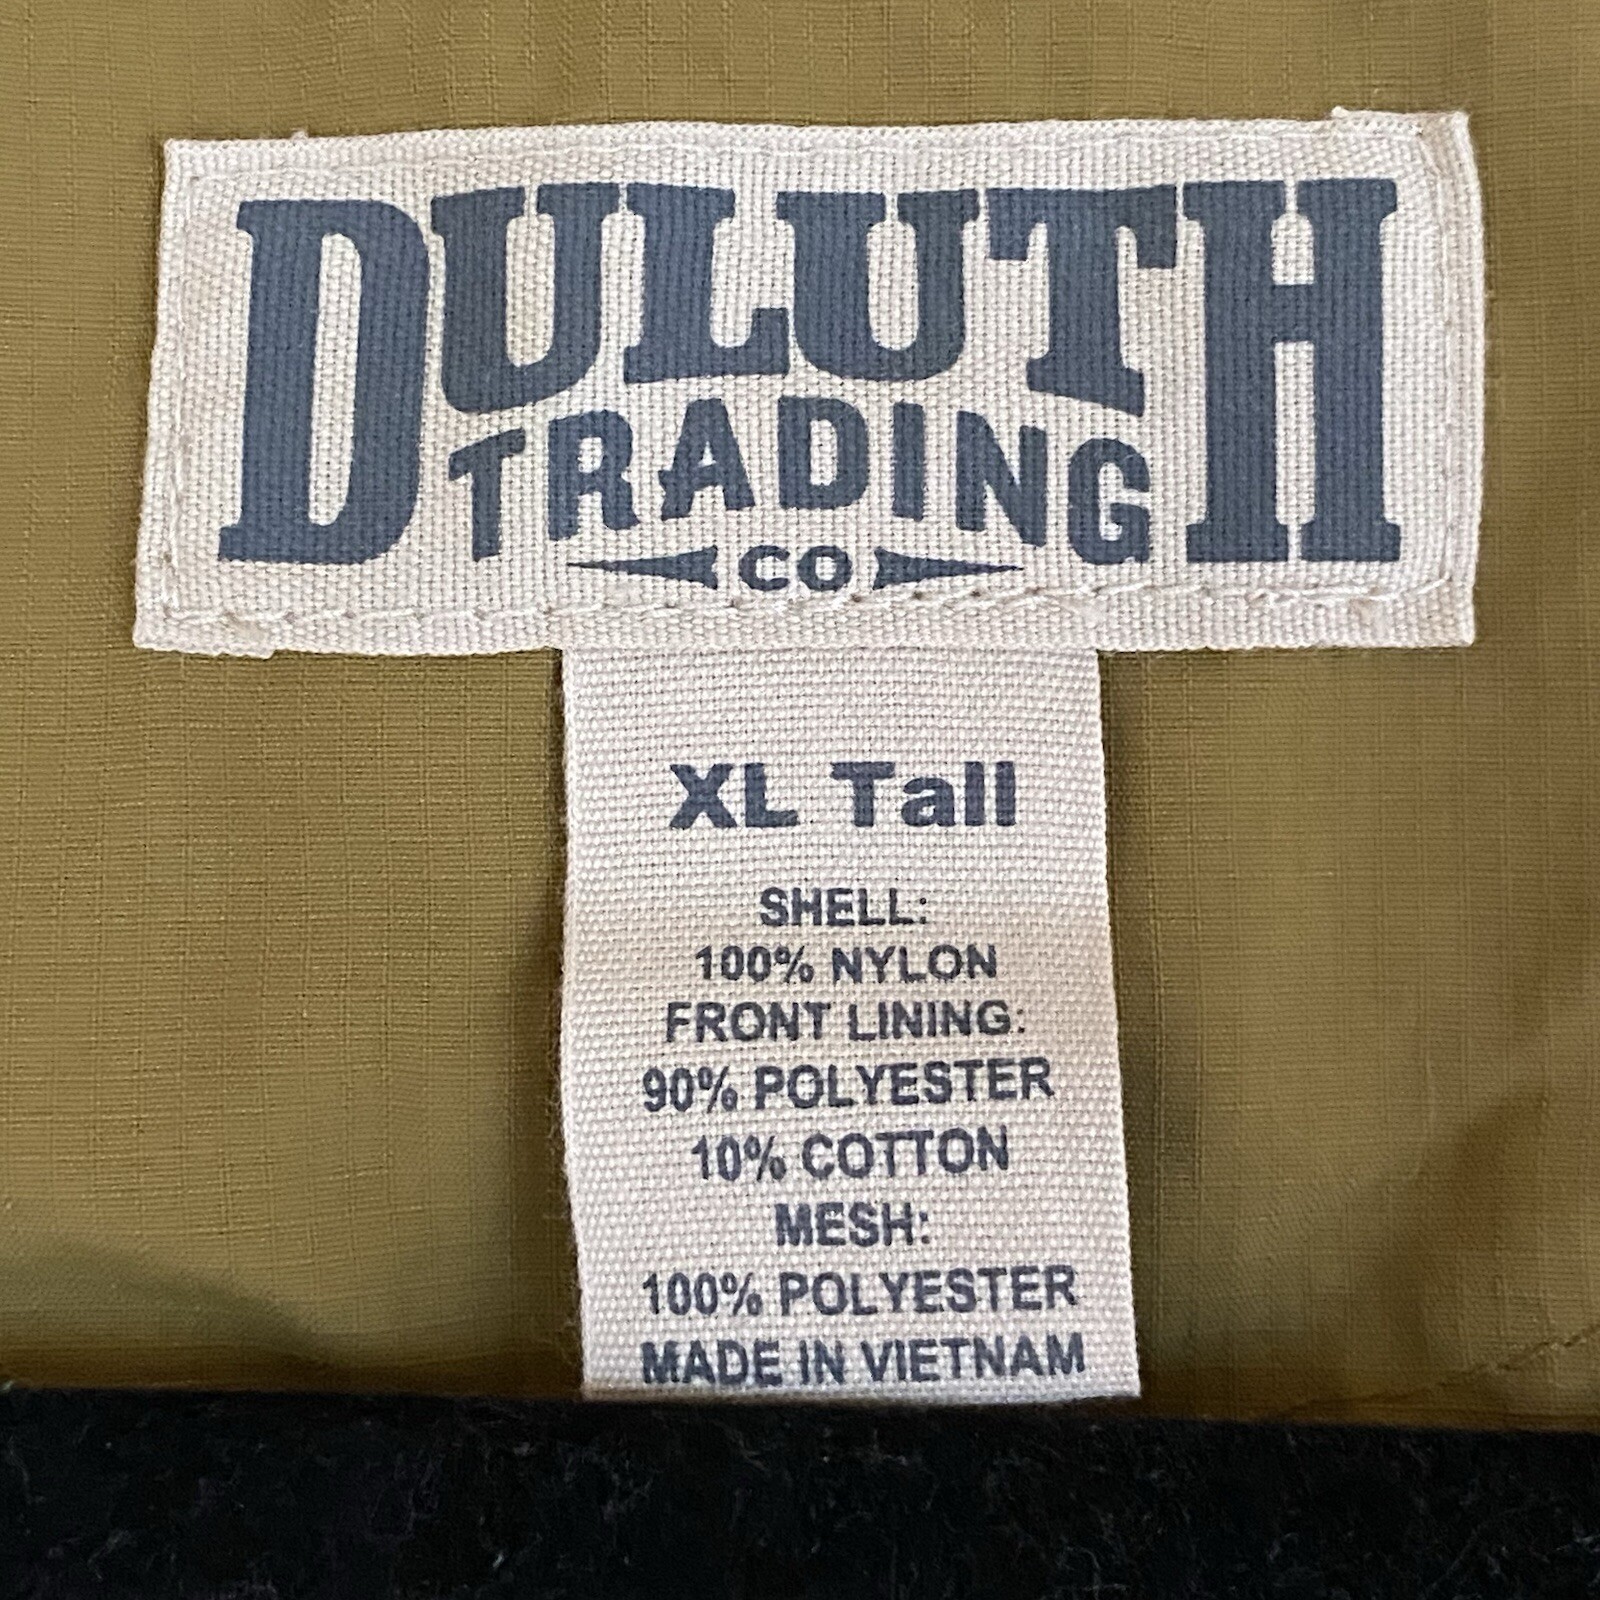 DULUTH
TRADING
CO
XL Tall
SHELL:
100% NYLON
FRONT LINING:
90% POLYESTER
10% COTTON
MESH:
100% POLYESTER
MADE IN VIETNAM